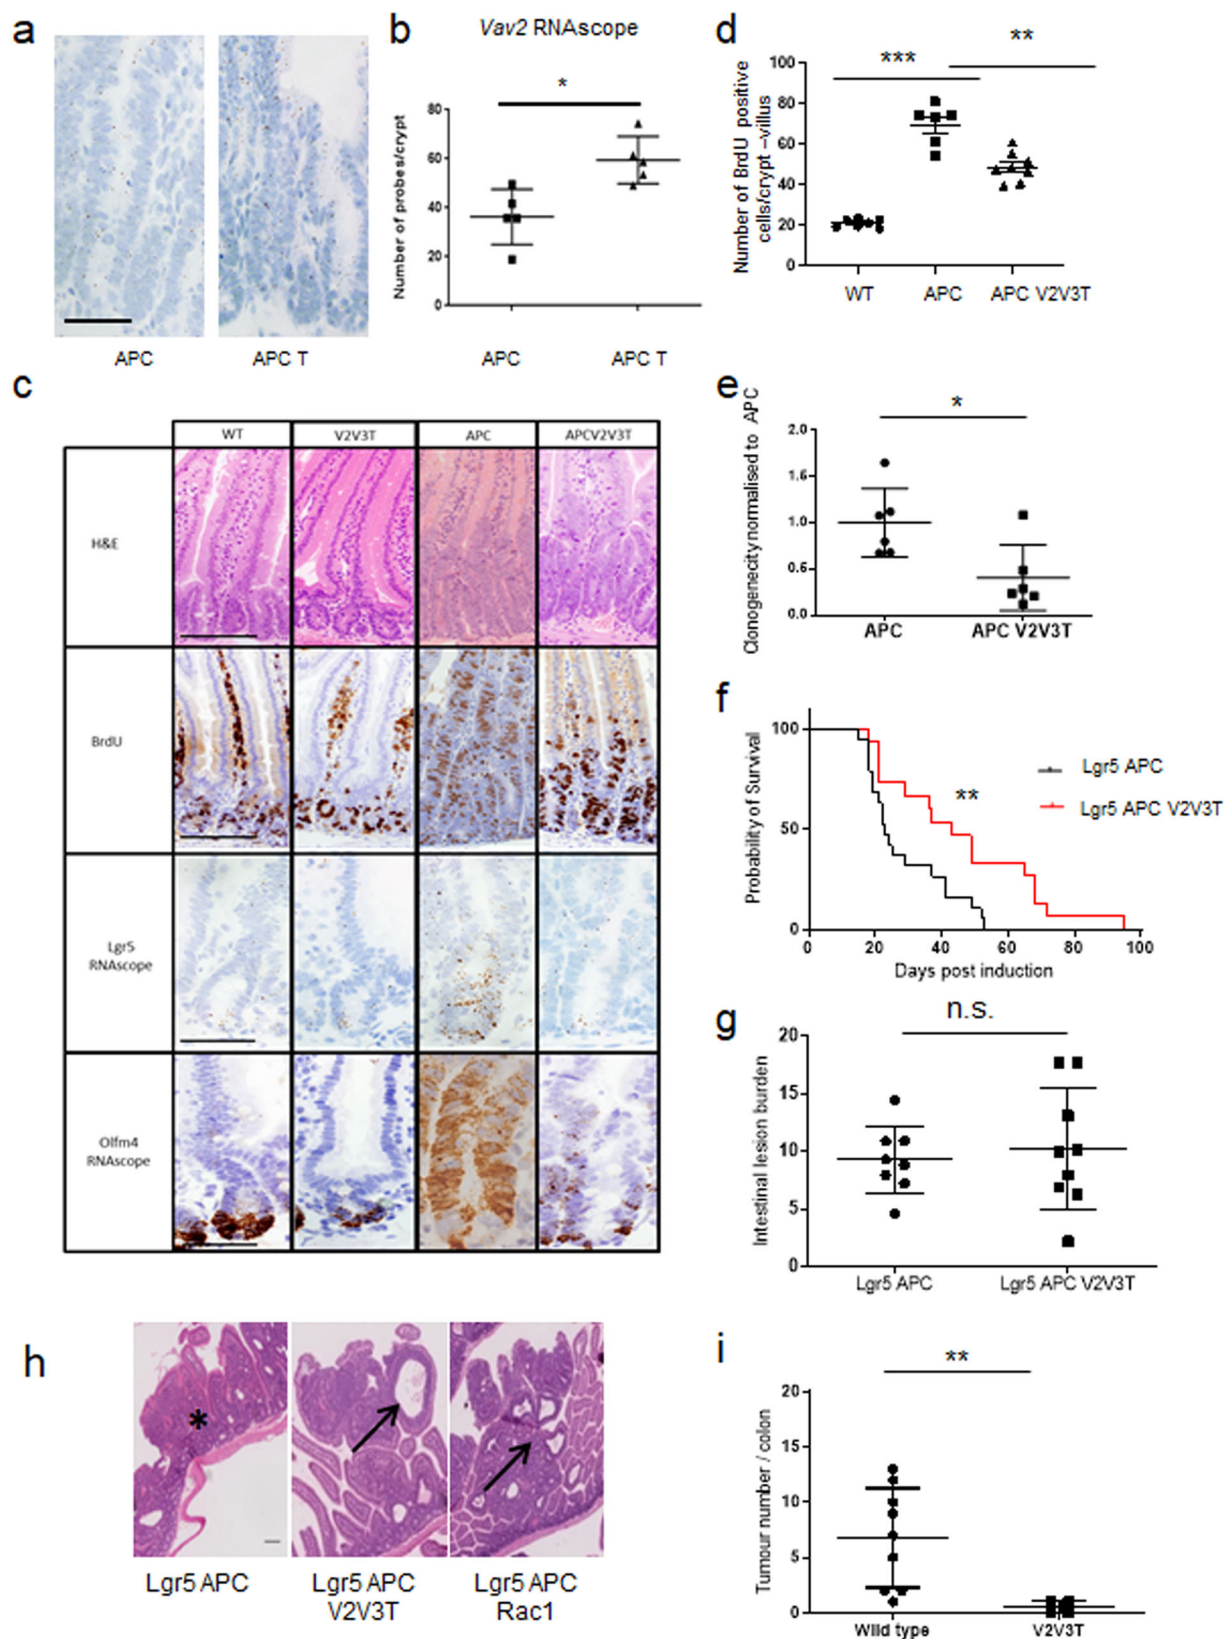 a
APC
APC T
b
Vav2 RNAscope
*
Number of probes/crypt
80
60
40
20
0
APC
APC T
c
WT
V2V3T
APC
APCV2V3T
H&E
BrdU
Lgr5
RNAscope
Olfm4
RNAscope
d
***
**
Number of BrdU positive
cells/crypt –villus
100
80
60
40
20
0
WT
APC
APC V2V3T
e
*
Clonogenecity normalised to APC
2.0
1.5
1.0
0.5
0.0
APC
APC V2V3T
f
Probability of Survival
100
50
0
**
Lgr5 APC
Lgr5 APC V2V3T
0 20 40 60 80 100
Days post induction
g
n.s.
Intestinal lesion burden
20
15
10
5
0
Lgr5 APC
Lgr5 APC V2V3T
h
*
Lgr5 APC
Lgr5 APC
V2V3T
Lgr5 APC
Rac1
i
**
Tumour number / colon
20
15
10
5
0
Wild type
V2V3T